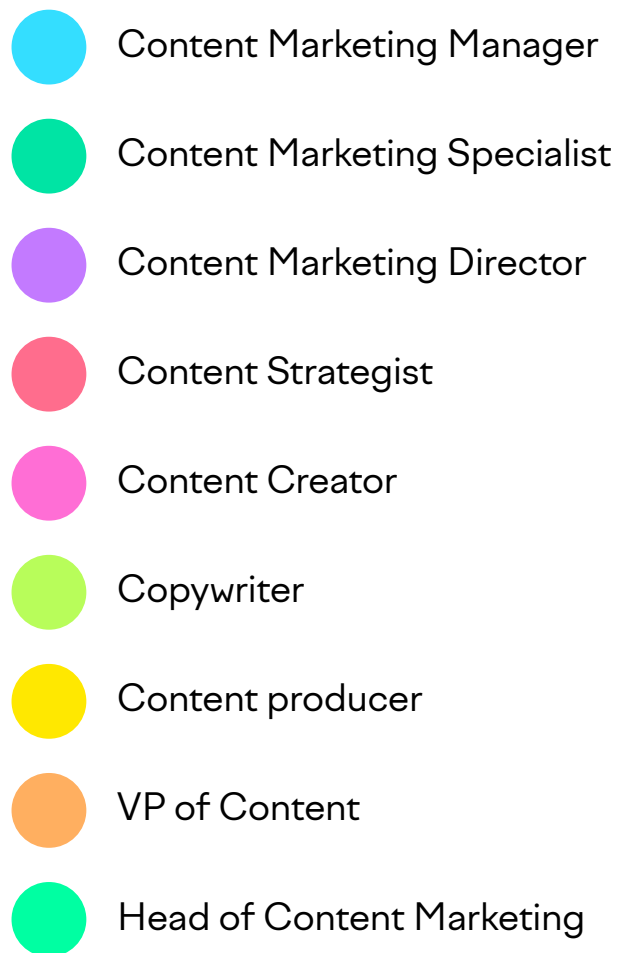 Content Marketing Manager
Content Marketing Specialist
Content Marketing Director
Content Strategist
Content Creator
Copywriter
Content producer
VP of Content
Head of Content Marketing